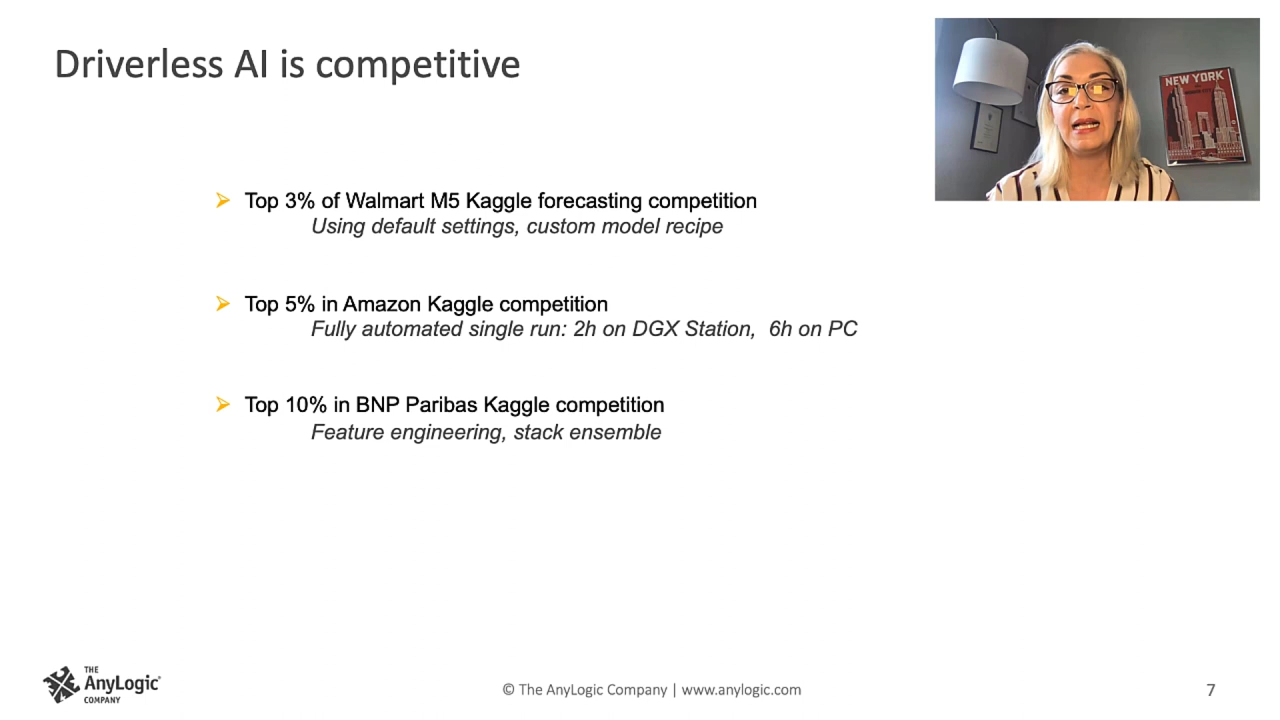 Driverless AI is competitive
NEW YORK
Top 3% of Walmart M5 Kaggle forecasting competition
Using default settings, custom model recipe
Top 5% in Amazon Kaggle competition
Fully automated single run: 2h on DGX Station, 6h on PC
Top 10% in BNP Paribas Kaggle competition
Feature engineering, stack ensemble
THE
AnyLogic
COMPANY
© The AnyLogic Company | www.anylogic.com
7